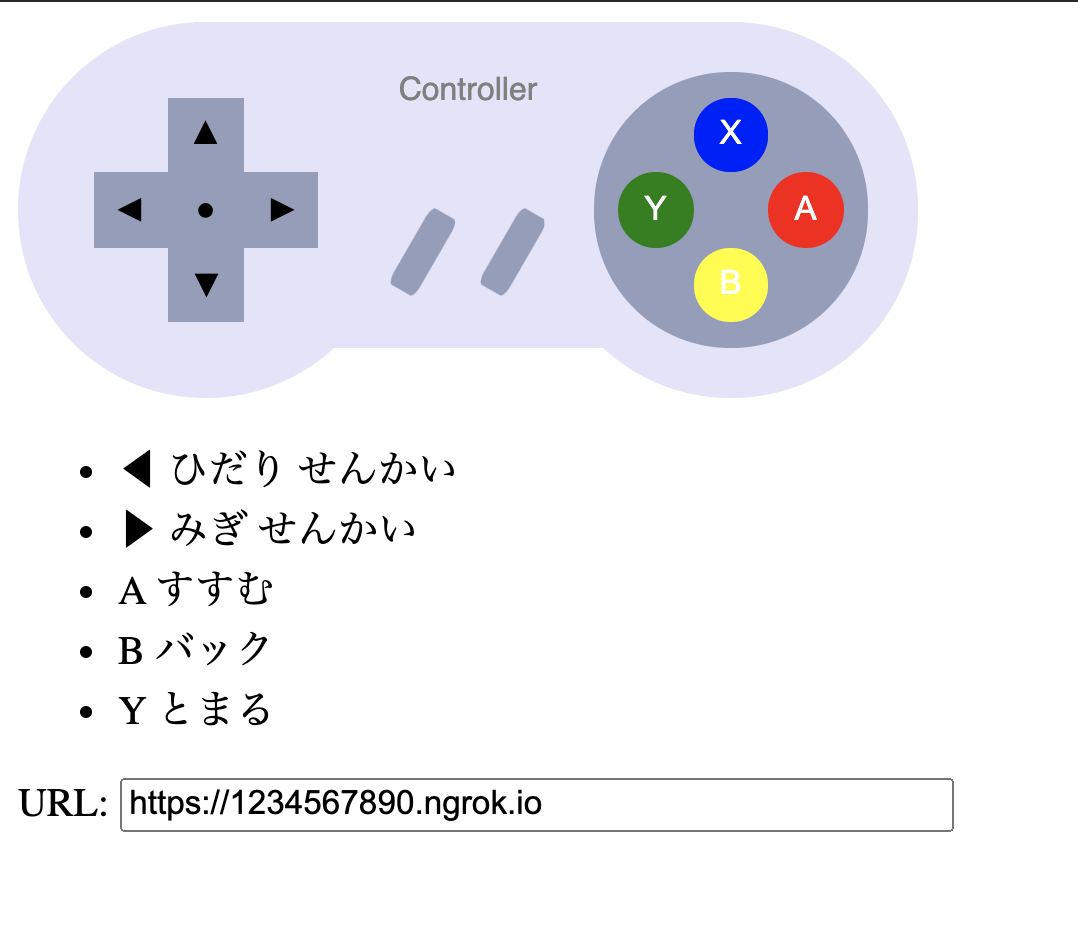 Controller
▲
◀ ● ▶
▼
X
Y A
B
• ◀ ひだり せんかい
• ▶ みぎ せんかい
• A すすむ
• B バック
• Y とまる
URL: https://1234567890.ngrok.io